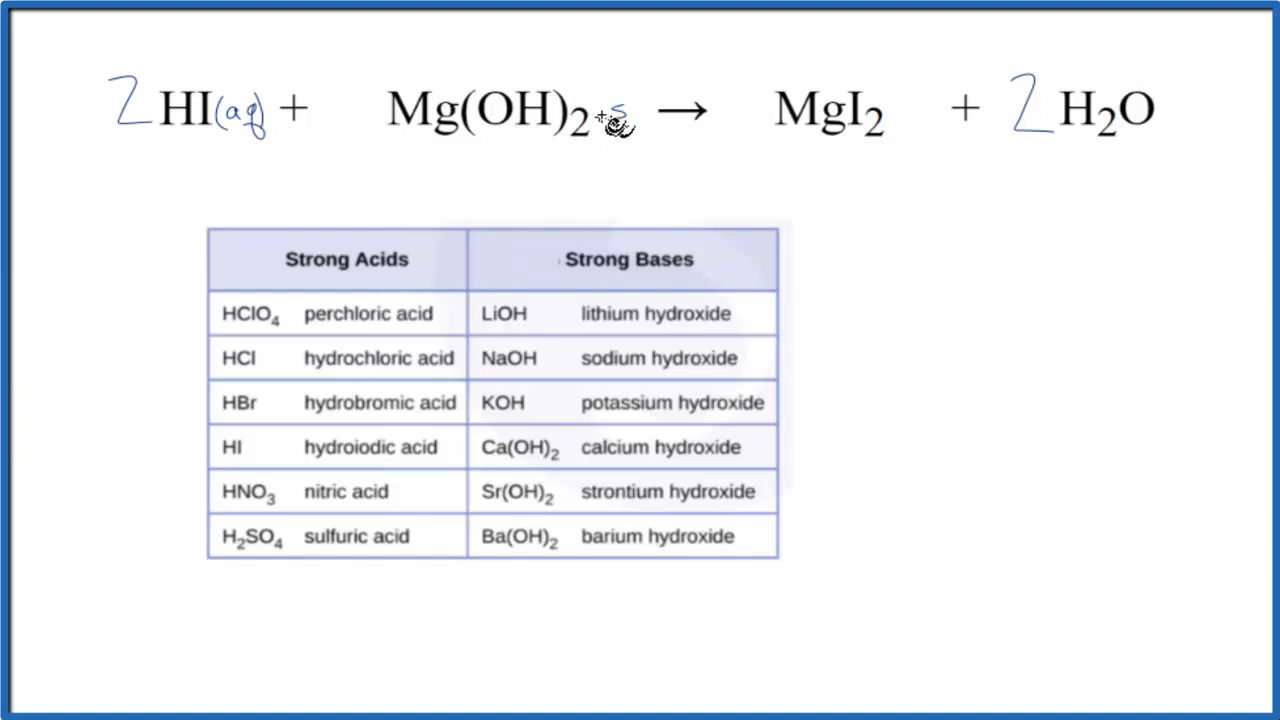 2 HI(aq) + Mg(OH)₂ s → MgI₂ + 2 H₂O
Strong Acids Strong Bases
HClO₄ perchloric acid LiOH lithium hydroxide
HCl hydrochloric acid NaOH sodium hydroxide
HBr hydrobromic acid KOH potassium hydroxide
HI hydroiodic acid Ca(OH)₂ calcium hydroxide
HNO₃ nitric acid Sr(OH)₂ strontium hydroxide
H₂SO₄ sulfuric acid Ba(OH)₂ barium hydroxide